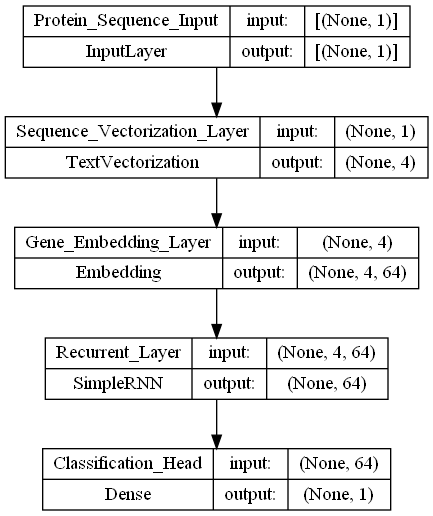 Protein_Sequence_Input input: [(None, 1)]
InputLayer output: [(None, 1)]
Sequence_Vectorization_Layer input: (None, 1)
TextVectorization output: (None, 4)
Gene_Embedding_Layer input: (None, 4)
Embedding output: (None, 4, 64)
Recurrent_Layer input: (None, 4, 64)
SimpleRNN output: (None, 64)
Classification_Head input: (None, 64)
Dense output: (None, 1)